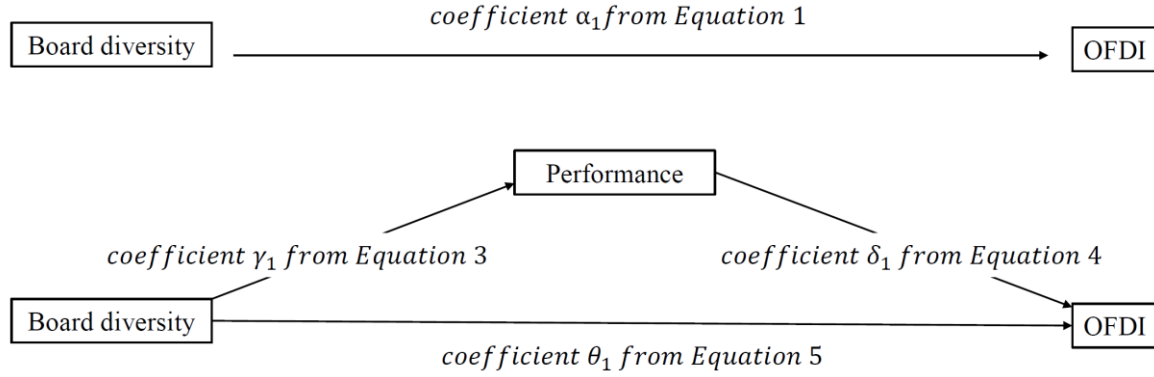 coefficient α₁ from Equation 1
Board diversity
OFDI
Performance
coefficient γ₁ from Equation 3
coefficient δ₁ from Equation 4
Board diversity
OFDI
coefficient θ₁ from Equation 5